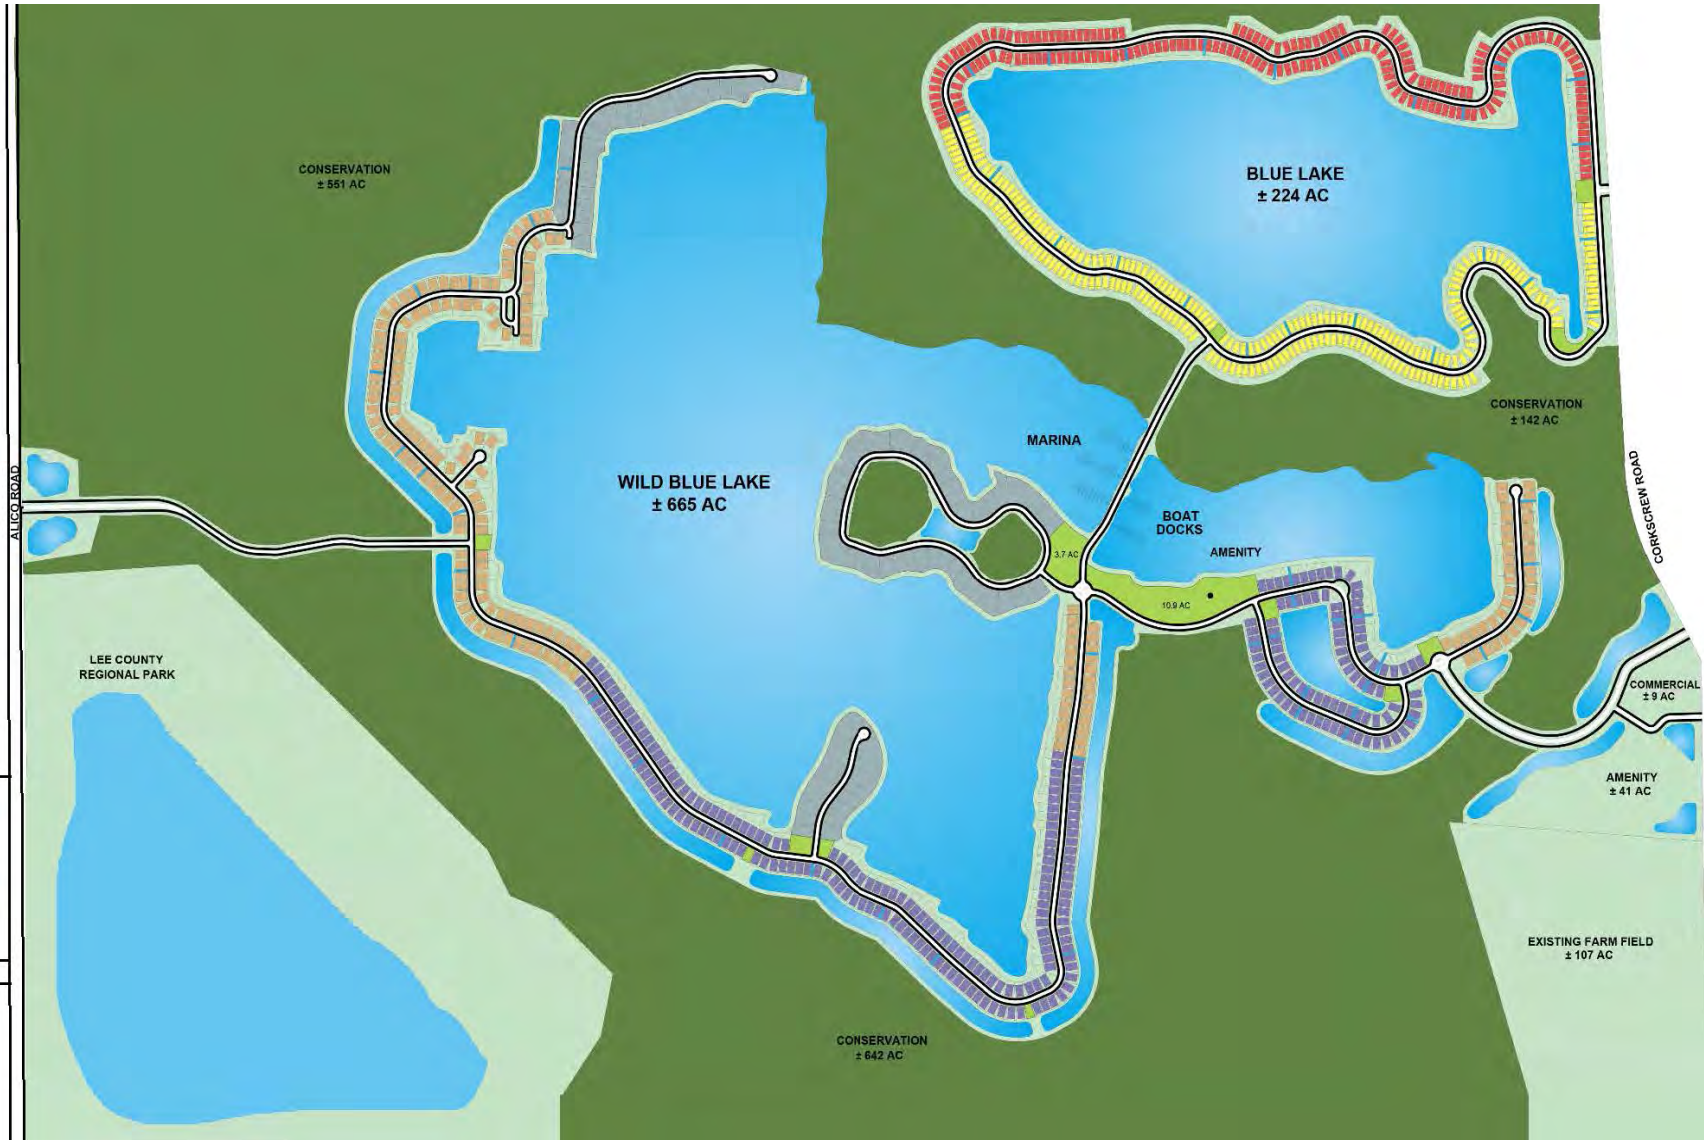 CONSERVATION
± 551 AC
BLUE LAKE
± 224 AC
CONSERVATION
± 142 AC
MARINA
WILD BLUE LAKE
± 665 AC
BOAT
DOCKS
AMENITY
3.7 AC
10.9 AC
ALICO ROAD
CORKSCREW ROAD
LEE COUNTY
REGIONAL PARK
COMMERCIAL
± 9 AC
AMENITY
± 41 AC
EXISTING FARM FIELD
± 107 AC
CONSERVATION
± 642 AC